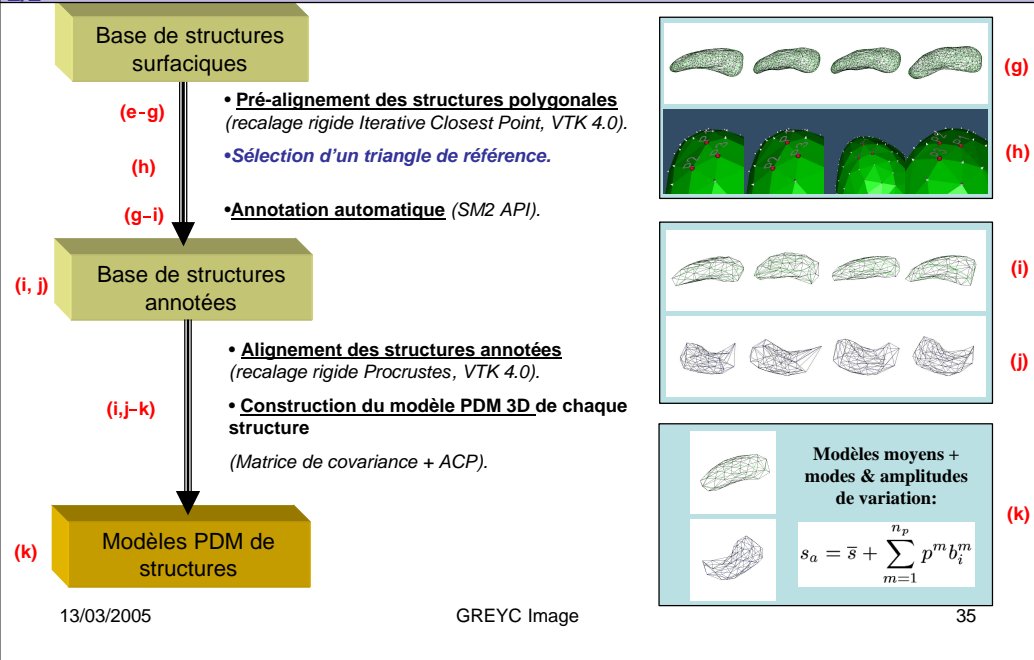 Base de structures
surfaciques
(e-g)
• Pré-alignement des structures polygonales
(recalage rigide Iterative Closest Point, VTK 4.0).
(h)
•Sélection d’un triangle de référence.
(g–i)
•Annotation automatique (SM2 API).
(i, j)
Base de structures
annotées
• Alignement des structures annotées
(recalage rigide Procrustes, VTK 4.0).
(i,j–k)
• Construction du modèle PDM 3D de chaque
structure
(Matrice de covariance + ACP).
(k)
Modèles PDM de
structures
(g)
(h)
(i)
(j)
Modèles moyens +
modes & amplitudes
de variation:
(k)
$s_a = \overline{s} + \sum_{m=1}^{n_p} p^m b_i^m$
13/03/2005
GREYC Image
35